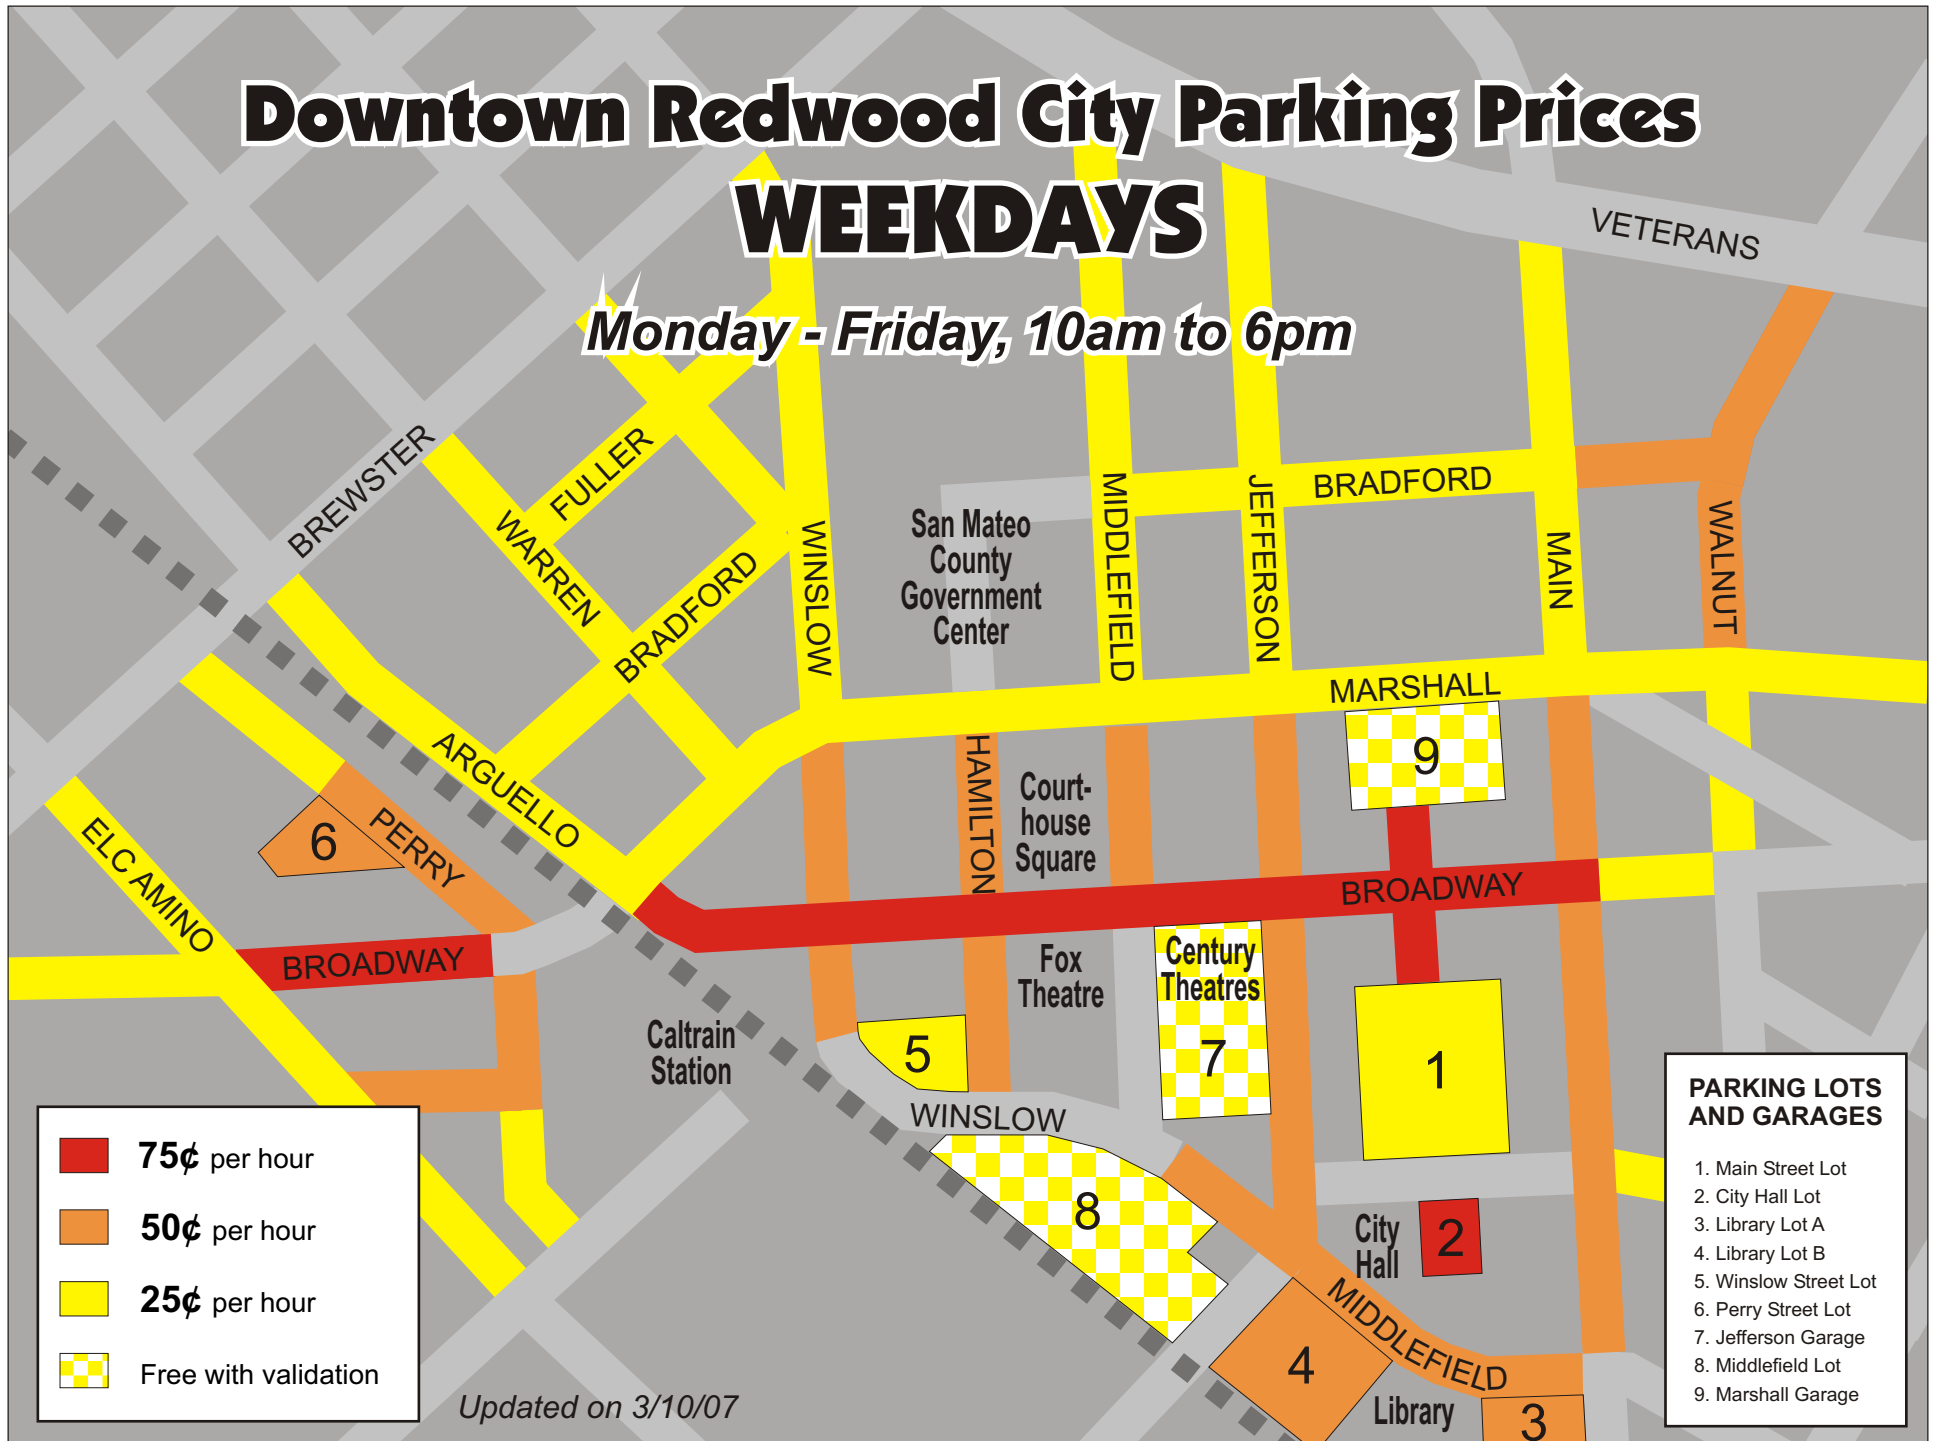 Downtown Redwood City Parking Prices
WEEKDAYS
Monday - Friday, 10am to 6pm
VETERANS
BREWSTER
FULLER
WARREN
BRADFORD
WINSLOW
San Mateo
County
Government
Center
MIDDLEFIELD
JEFFERSON
BRADFORD
MAIN
WALNUT
MARSHALL
9
ARGUELLO
PERRY
6
ELC AMINO
BROADWAY
HAMILTON
Court-
house
Square
BROADWAY
Fox
Theatre
Century
Theatres
7
1
Caltrain
Station
5
WINSLOW
8
City
Hall
2
MIDDLEFIELD
4
Library
3
75¢ per hour
50¢ per hour
25¢ per hour
Free with validation
Updated on 3/10/07
PARKING LOTS
AND GARAGES
1. Main Street Lot
2. City Hall Lot
3. Library Lot A
4. Library Lot B
5. Winslow Street Lot
6. Perry Street Lot
7. Jefferson Garage
8. Middlefield Lot
9. Marshall Garage